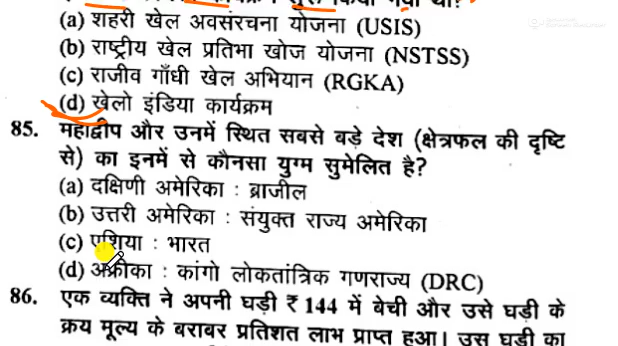 (a) शहरी खेल अवसंरचना योजना (USIS)
(b) राष्ट्रीय खेल प्रतिभा खोज योजना (NSTSS)
(c) राजीव गाँधी खेल अभियान (RGKA)
(d) खेलो इंडिया कार्यक्रम
85. महाद्वीप और उनमें स्थित सबसे बड़े देश (क्षेत्रफल की दृष्टि
से) का इनमें से कौनसा युग्म सुमेलित है?
(a) दक्षिणी अमेरिका : ब्राजील
(b) उत्तरी अमेरिका : संयुक्त राज्य अमेरिका
(c) एशिया : भारत
(d) अफ्रीका : कांगो लोकतांत्रिक गणराज्य (DRC)
86. एक व्यक्ति ने अपनी घड़ी ₹ 144 में बेची और उसे घड़ी के
क्रय मूल्य के बराबर प्रतिशत लाभ प्राप्त हुआ। उस घड़ी का